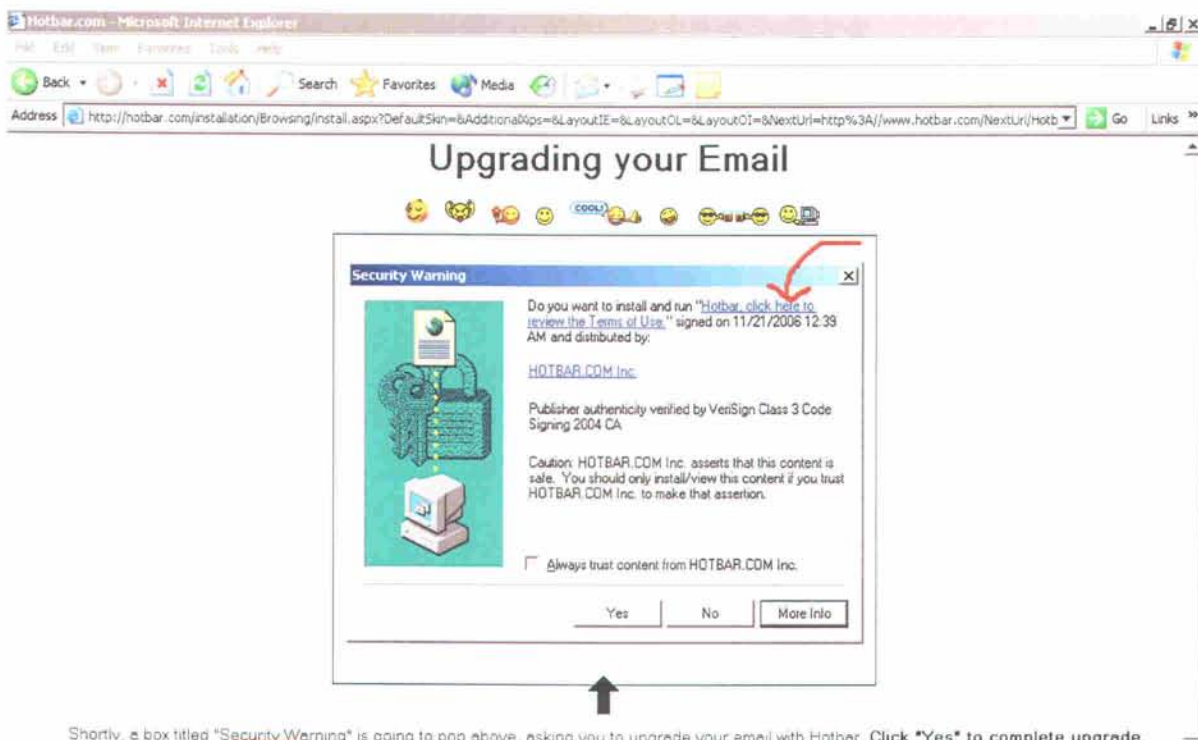 Hotbar.com - Microsoft Internet Explorer
File Edit View Favorites Tools Help
Back Search Favorites Media
Address http://hotbar.com/installation/Browsing/install.aspx?DefaultSkin=&AdditionalXps=&LayoutIE=&LayoutOL=&LayoutOI=&NextUrl=http%3A//www.hotbar.com/NextUrl/Hotb Go Links »
Upgrading your Email
COOL!
Security Warning
Do you want to install and run "Hotbar, click here to
review the Terms of Use." signed on 11/21/2006 12:39
AM and distributed by:
HOTBAR.COM Inc.
Publisher authenticity verified by VeriSign Class 3 Code
Signing 2004 CA
Caution: HOTBAR.COM Inc. asserts that this content is
safe. You should only install/view this content if you trust
HOTBAR.COM Inc. to make that assertion.
Always trust content from HOTBAR.COM Inc.
Yes No More Info
Shortly, a box titled "Security Warning" is going to pop above, asking you to upgrade your email with Hotbar. Click "Yes" to complete upgrade.